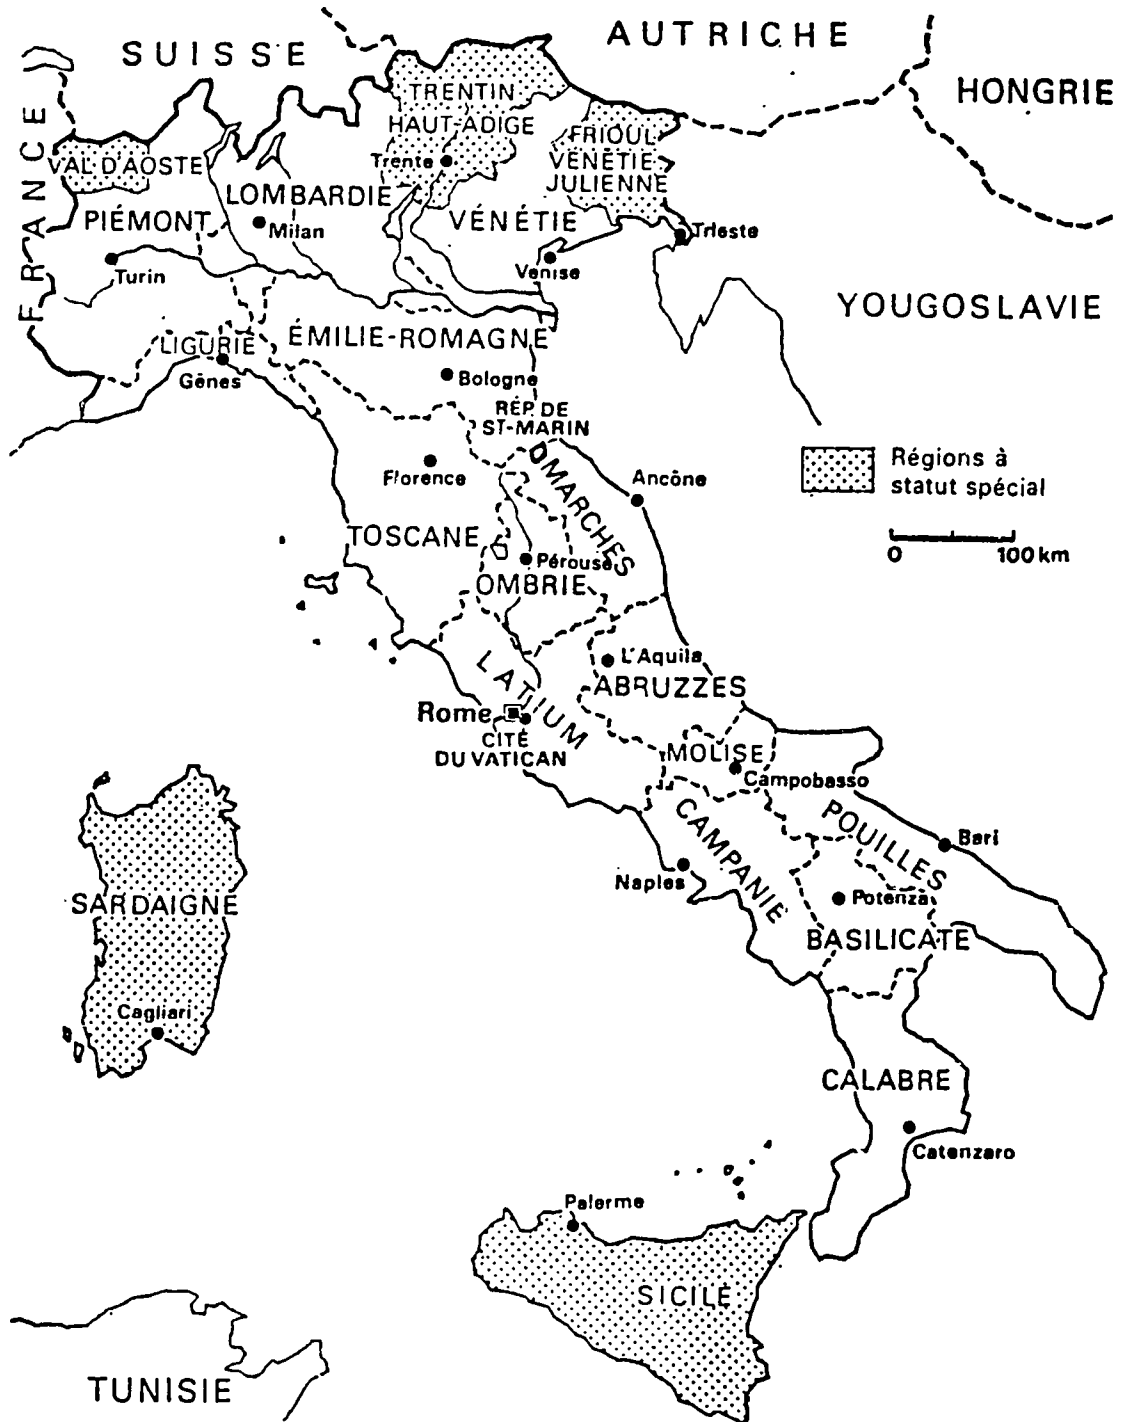 SUISSE
AUTRICHE
HONGRIE
FRANCE
TRENTIN
HAUT-ADIGE
FRIOUL
VÉNÉTIE-
JULIENNE
VAL D'AOSTE
Trente
LOMBARDIE
PIÉMONT
Milan
VÉNÉTIE
Trieste
Turin
Venise
YOUGOSLAVIE
LIGURIE
ÉMILIE-ROMAGNE
Gênes
Bologne
RÉP. DE
ST-MARIN
Régions à
statut spécial
Florence
MARCHES
Ancône
0 100 km
TOSCANE
Pérouse
OMBRIE
L'Aquila
LATIUM
ABRUZZES
Rome
CITÉ
DU VATICAN
MOLISE
Campobasso
CAMPANIE
POUILLES
Bari
Naples
Potenza
SARDAIGNE
BASILICATE
Cagliari
CALABRE
Catanzaro
Palerme
SICILE
TUNISIE